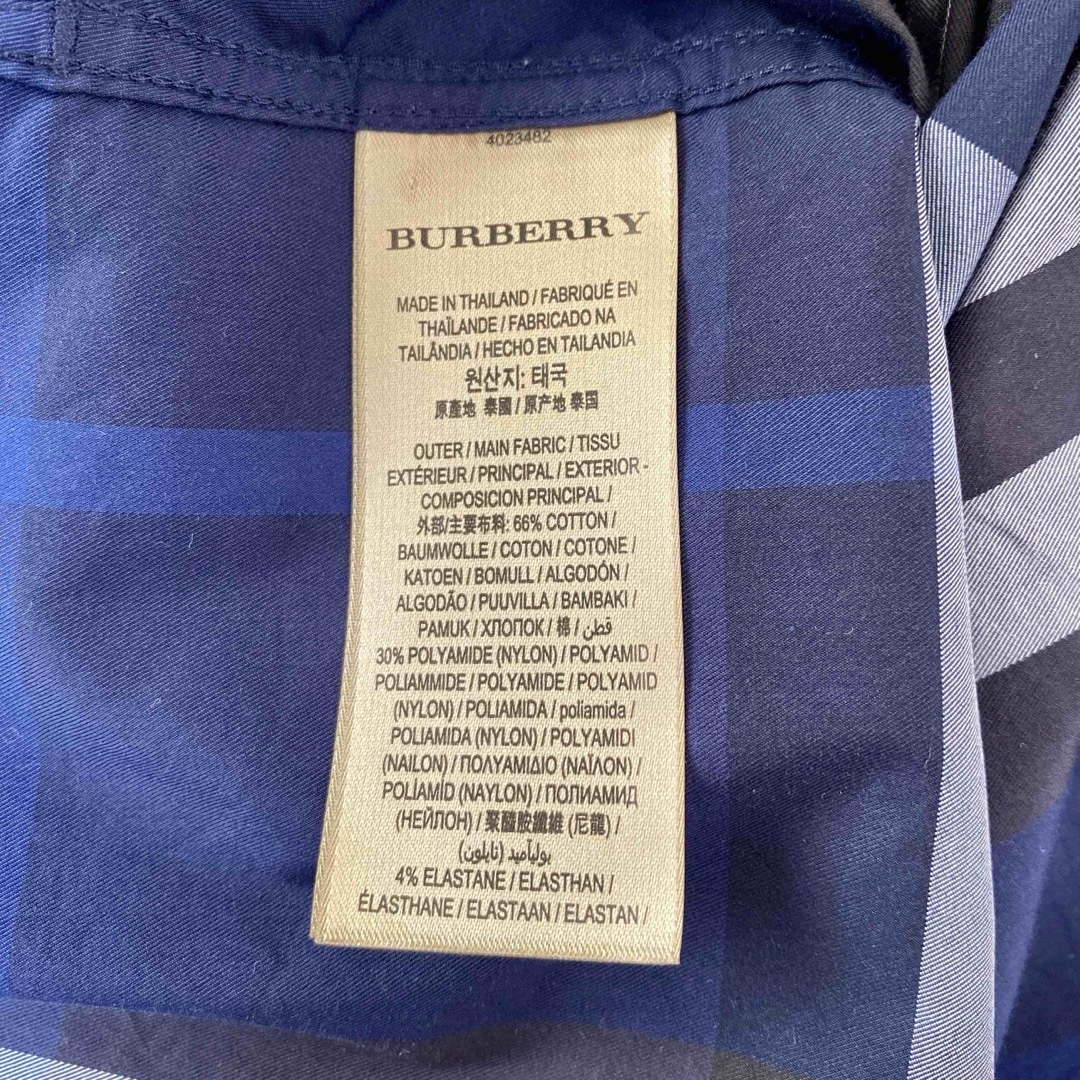 4023482
BURBERRY
MADE IN THAILAND / FABRIQUÉ EN
THAÏLANDE / FABRICADO NA
TAILÂNDIA / HECHO EN TAILANDIA
원산지: 태국
原產地 泰國 / 原产地 泰国
OUTER / MAIN FABRIC / TISSU
EXTÉRIEUR / PRINCIPAL / EXTERIOR -
COMPOSICION PRINCIPAL /
外部/主要布料: 66% COTTON /
BAUMWOLLE / COTON / COTONE /
KATOEN / BOMULL / ALGODÓN /
ALGODÃO / PUUVILLA / BAMBAKI /
PAMUK / ХЛОПОК / 棉 / قطن /
30% POLYAMIDE (NYLON) / POLYAMID /
POLIAMMIDE / POLYAMIDE / POLYAMID
(NYLON) / POLIAMIDA / poliamida /
POLIAMIDA (NYLON) / POLYAMIDI
(NAILON) / ΠΟΛΥΑΜΙΔΙΟ (ΝΑΪΛΟΝ) /
POLİAMİD (NAYLON) / ПОЛИАМИД
(НЕЙЛОН) / 聚醯胺纖維 (尼龍) /
بولياميد (نايلون)
4% ELASTANE / ELASTHAN /
ÉLASTHANE / ELASTAAN / ELASTAN /